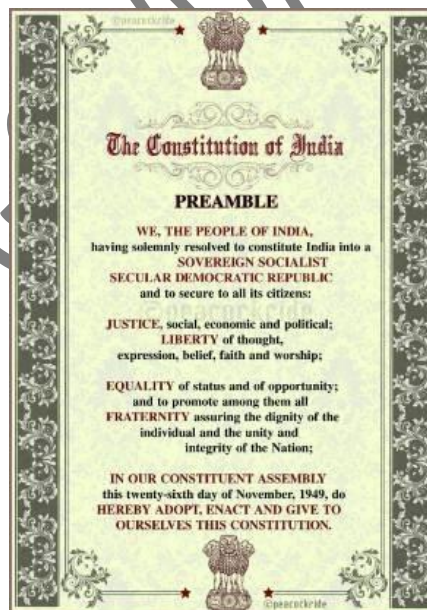 ©peacockride
The Constitution of India
PREAMBLE
WE, THE PEOPLE OF INDIA,
having solemnly resolved to constitute India into a
SOVEREIGN SOCIALIST
SECULAR DEMOCRATIC REPUBLIC
and to secure to all its citizens:
JUSTICE, social, economic and political;
LIBERTY of thought,
expression, belief, faith and worship;
EQUALITY of status and of opportunity;
and to promote among them all
FRATERNITY assuring the dignity of the
individual and the unity and
integrity of the Nation;
IN OUR CONSTITUENT ASSEMBLY
this twenty-sixth day of November, 1949, do
HEREBY ADOPT, ENACT AND GIVE TO
OURSELVES THIS CONSTITUTION.
©peacockride